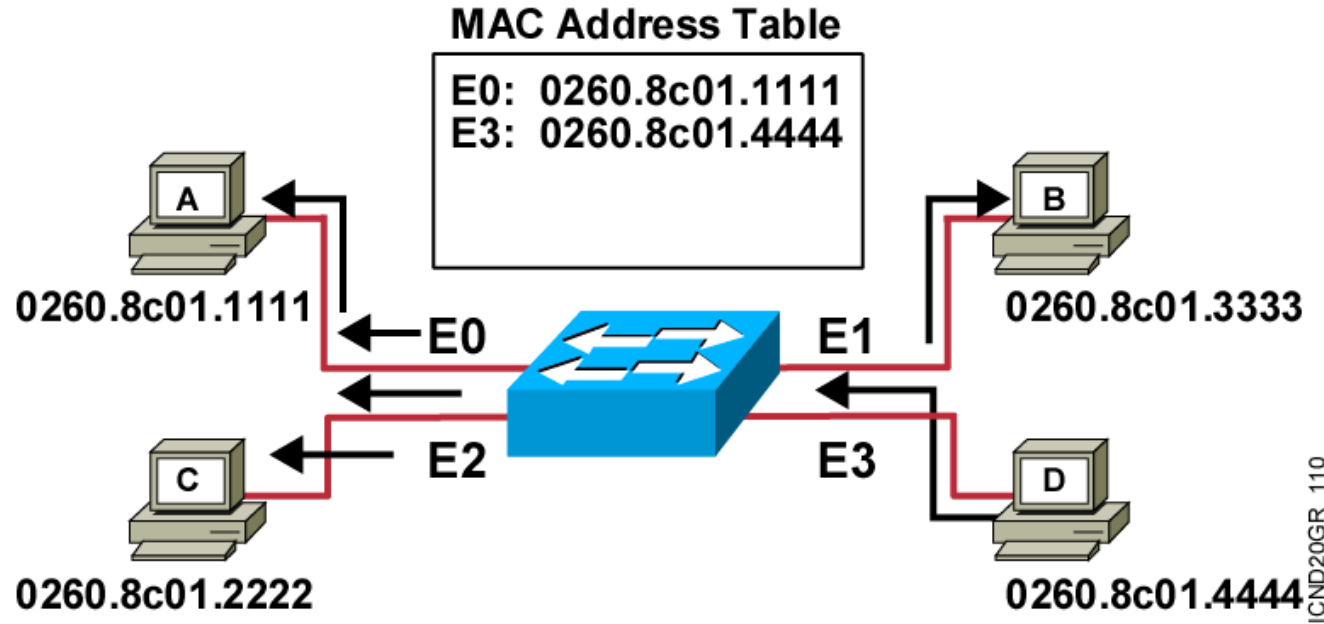 MAC Address Table
E0: 0260.8c01.1111
E3: 0260.8c01.4444
A
B
0260.8c01.1111
0260.8c01.3333
E0
E1
E2
E3
C
D
0260.8c01.2222
0260.8c01.4444
ICND20GR_110